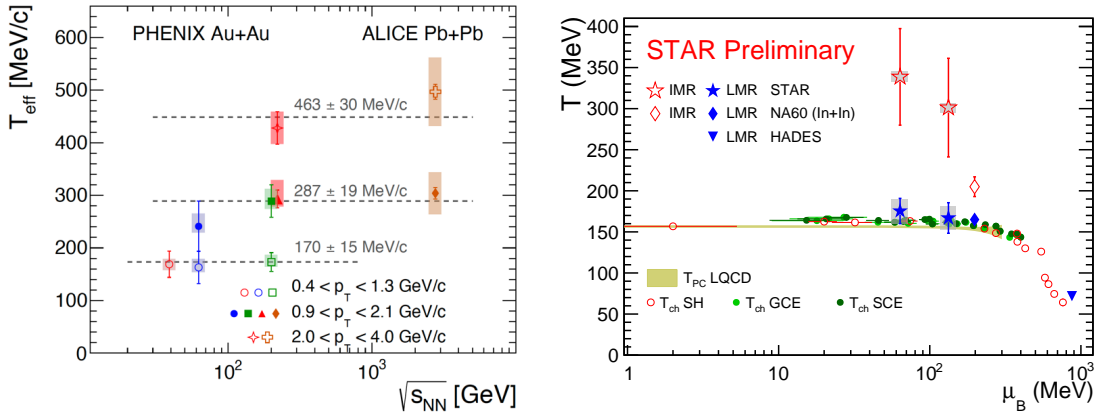 PHENIX Au+Au
ALICE Pb+Pb
T_eff [MeV/c]
600
500
400
300
200
100
0
463 ± 30 MeV/c
287 ± 19 MeV/c
170 ± 15 MeV/c
0.4 < p_T < 1.3 GeV/c
0.9 < p_T < 2.1 GeV/c
2.0 < p_T < 4.0 GeV/c
10^2
10^3
√s_NN [GeV]
T (MeV)
400
350
300
250
200
150
100
50
0
STAR Preliminary
IMR LMR STAR
IMR LMR NA60 (In+In)
LMR HADES
T_PC LQCD
T_ch SH T_ch GCE T_ch SCE
1
10
10^2
10^3
μ_B (MeV)